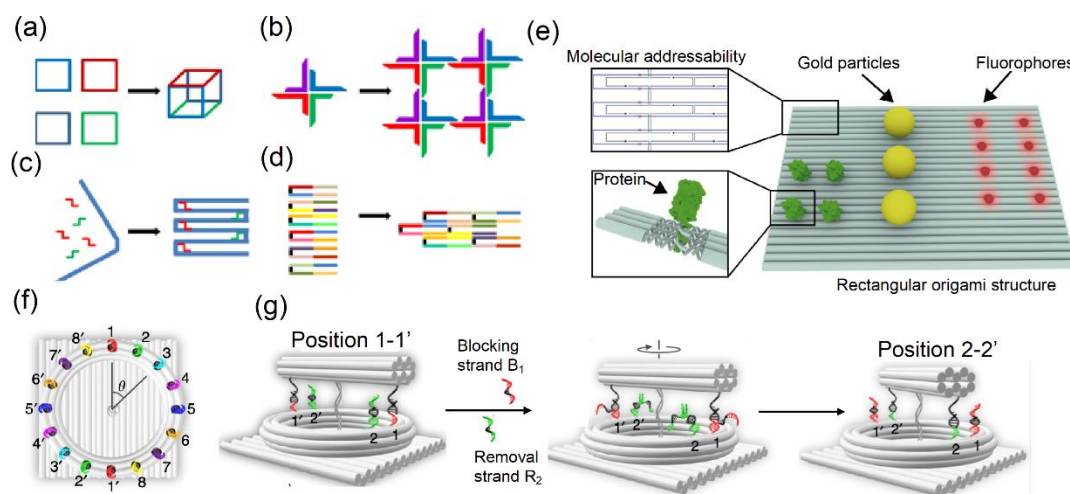 (a)
(b)
(c)
(d)
(e)
Molecular addressability
Gold particles
Fluorophores
Protein
Rectangular origami structure
(f)
1
2
3
4
5
6
7
8
1'
2'
3'
4'
5'
6'
7'
8'
θ
(g)
Position 1-1'
Blocking
strand B1
Removal
strand R2
Position 2-2'
1'
2'
2
1
1'
2'
2
1
1'
2'
2
1